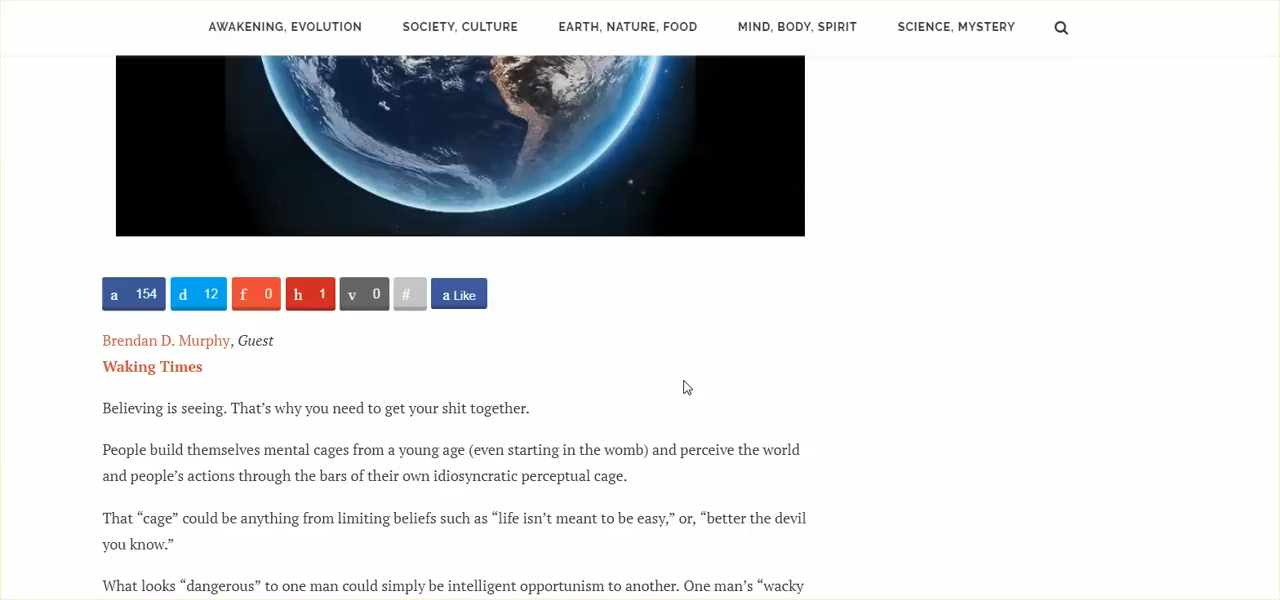 AWAKENING, EVOLUTION SOCIETY, CULTURE EARTH, NATURE, FOOD MIND, BODY, SPIRIT SCIENCE, MYSTERY
a 154 d 12 f 0 h 1 v 0 # a Like
Brendan D. Murphy, Guest
Waking Times
Believing is seeing. That’s why you need to get your shit together.
People build themselves mental cages from a young age (even starting in the womb) and perceive the world
and people’s actions through the bars of their own idiosyncratic perceptual cage.
That “cage” could be anything from limiting beliefs such as “life isn’t meant to be easy,” or, “better the devil
you know.”
What looks “dangerous” to one man could simply be intelligent opportunism to another. One man’s “wacky